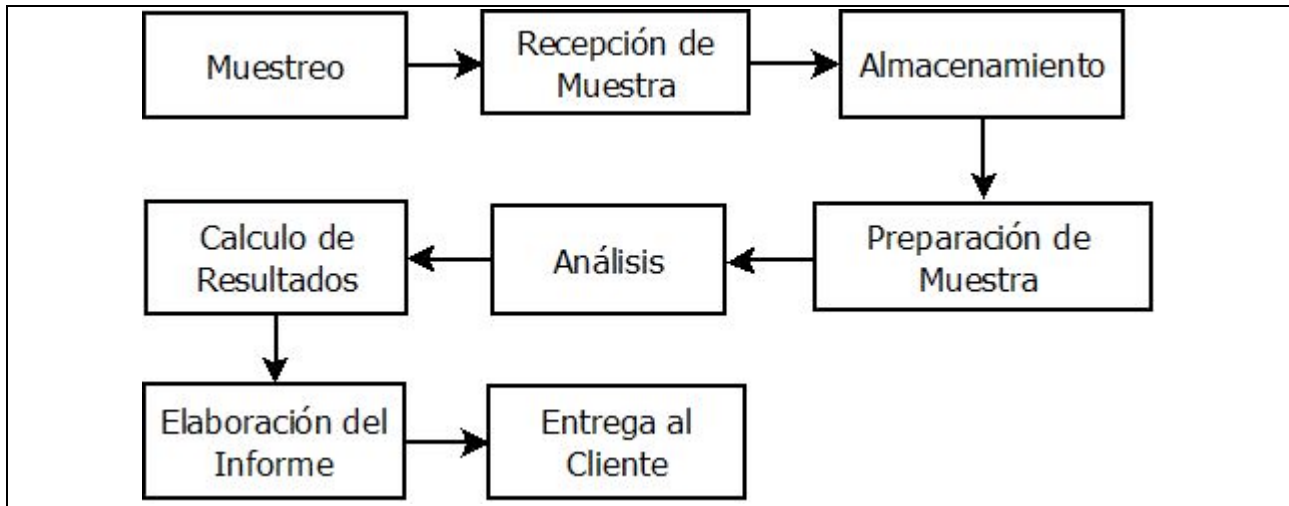 Muestreo
Recepción de
Muestra
Almacenamiento
Preparación de
Muestra
Análisis
Calculo de
Resultados
Elaboración del
Informe
Entrega al
Cliente